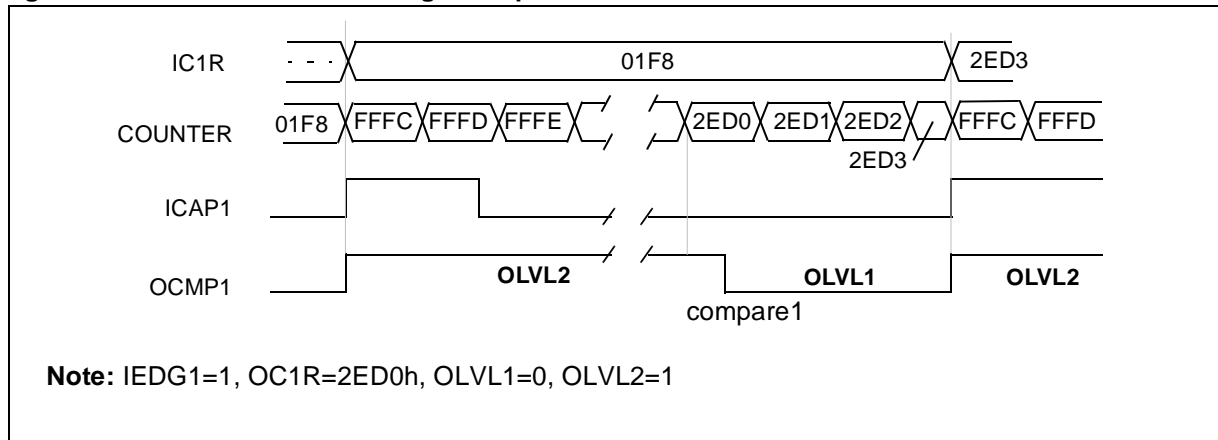 IC1R - - - 01F8 2ED3
COUNTER 01F8 FFFC FFFD FFFE 2ED0 2ED1 2ED2 FFFC FFFD
2ED3
ICAP1
OCMP1 OLVL2 OLVL1 OLVL2
compare1
Note: IEDG1=1, OC1R=2ED0h, OLVL1=0, OLVL2=1